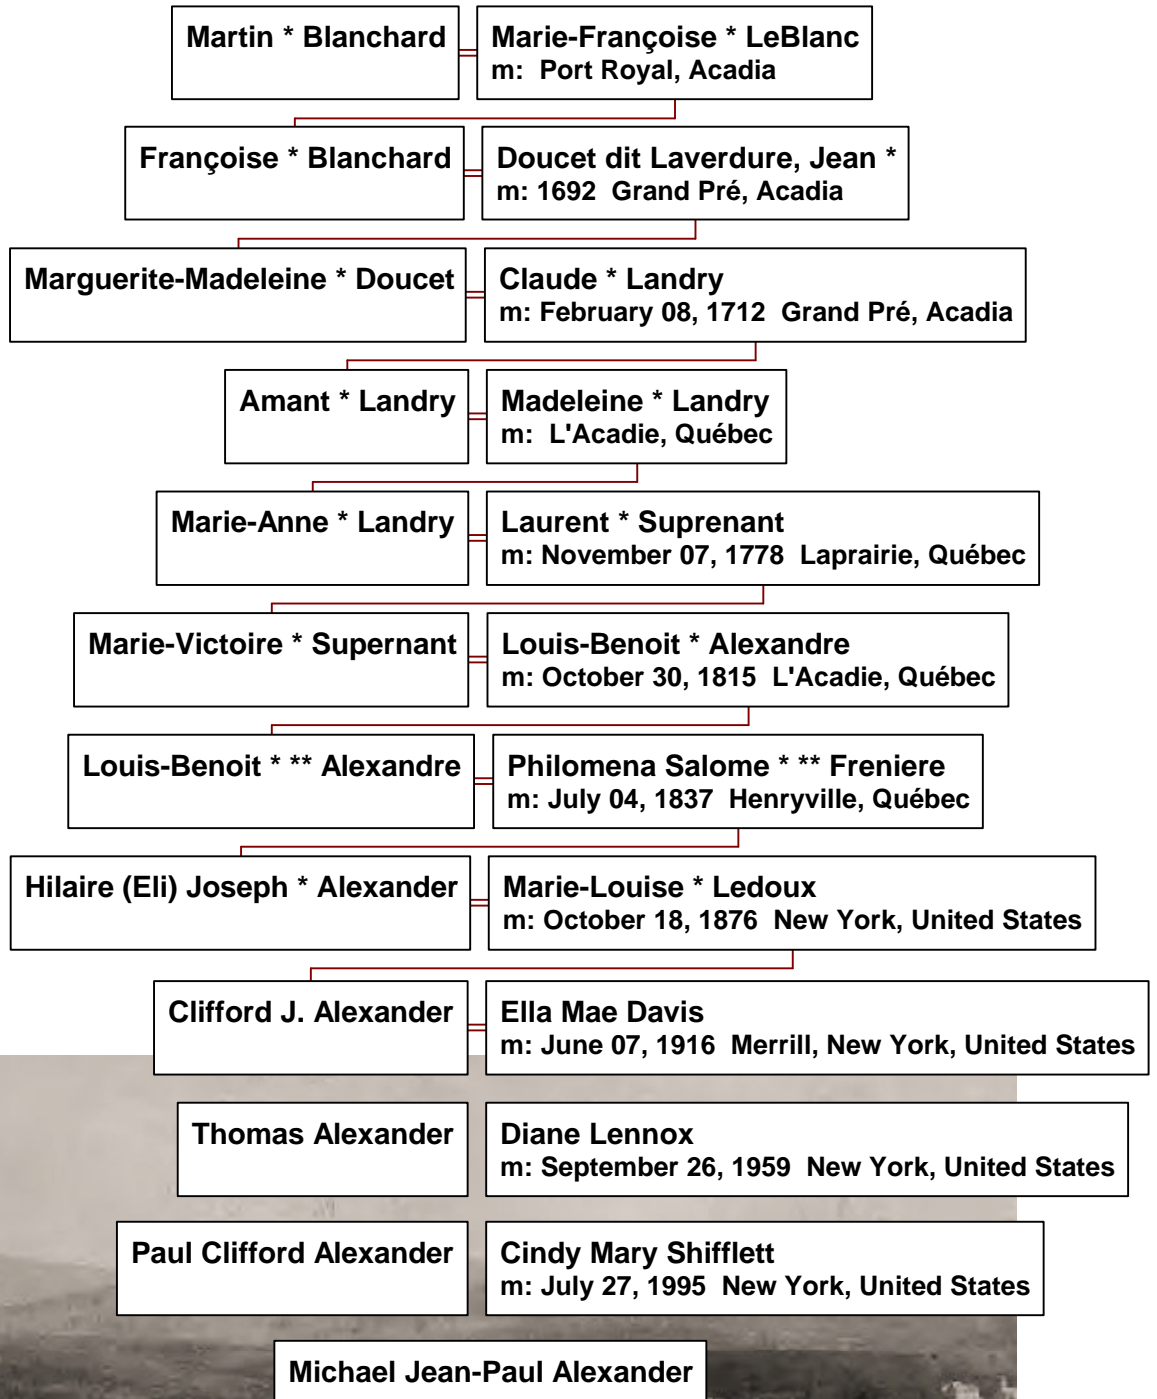 Martin * Blanchard
Marie-Françoise * LeBlanc
m:  Port Royal, Acadia
Françoise * Blanchard
Doucet dit Laverdure, Jean *
m: 1692  Grand Pré, Acadia
Marguerite-Madeleine * Doucet
Claude * Landry
m: February 08, 1712  Grand Pré, Acadia
Amant * Landry
Madeleine * Landry
m:  L'Acadie, Québec
Marie-Anne * Landry
Laurent * Suprenant
m: November 07, 1778  Laprairie, Québec
Marie-Victoire * Supernant
Louis-Benoit * Alexandre
m: October 30, 1815  L'Acadie, Québec
Louis-Benoit * ** Alexandre
Philomena Salome * ** Freniere
m: July 04, 1837  Henryville, Québec
Hilaire (Eli) Joseph * Alexander
Marie-Louise * Ledoux
m: October 18, 1876  New York, United States
Clifford J. Alexander
Ella Mae Davis
m: June 07, 1916  Merrill, New York, United States
Thomas Alexander
Diane Lennox
m: September 26, 1959  New York, United States
Paul Clifford Alexander
Cindy Mary Shifflett
m: July 27, 1995  New York, United States
Michael Jean-Paul Alexander